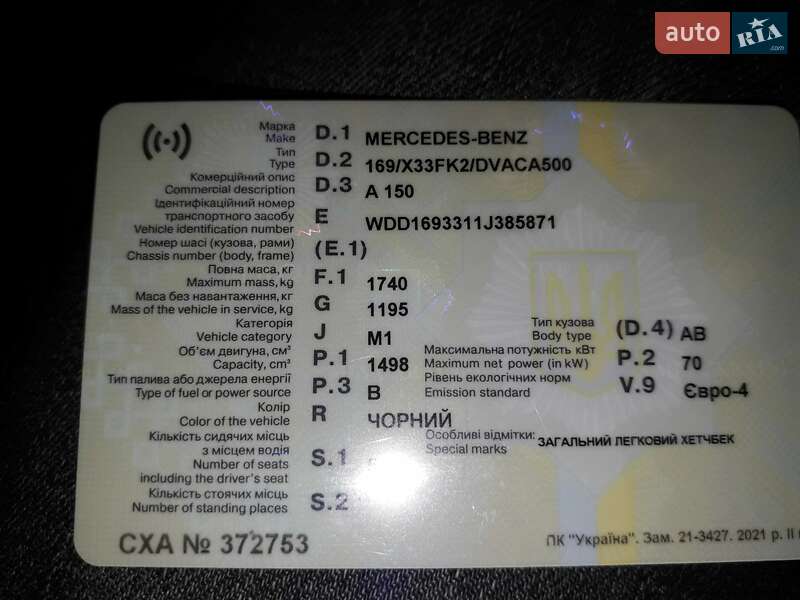 auto RIA .com
Марка
Make D.1 MERCEDES-BENZ
Тип
Type D.2 169/X33FK2/DVACA500
Комерційний опис
Commercial description D.3 A 150
Ідентифікаційний номер
транспортного засобу E WDD1693311J385871
Vehicle identification number
Номер шасі (кузова, рами) (E.1)
Chassis number (body, frame)
Повна маса, кг
Maximum mass, kg F.1 1740
Маса без навантаження, кг
Mass of the vehicle in service, kg G 1195
Категорія
Vehicle category J M1
Тип кузова
Body type (D.4) AB
Об'єм двигуна, см³
Capacity, cm³ P.1 1498
Максимальна потужність кВт
Maximum net power (in kW) P.2 70
Тип палива або джерела енергії
Type of fuel or power source P.3 B
Рівень екологічних норм
Emission standard V.9 Євро-4
Колір
Color of the vehicle R ЧОРНИЙ
Особливі відмітки: ЗАГАЛЬНИЙ ЛЕГКОВИЙ ХЕТЧБЕК
Special marks
Кількість сидячих місць
з місцем водія
Number of seats S.1
including the driver's seat
Кількість стоячих місць
Number of standing places S.2
CXA № 372753
ПК "Україна". Зам. 21-3427. 2021 р. II